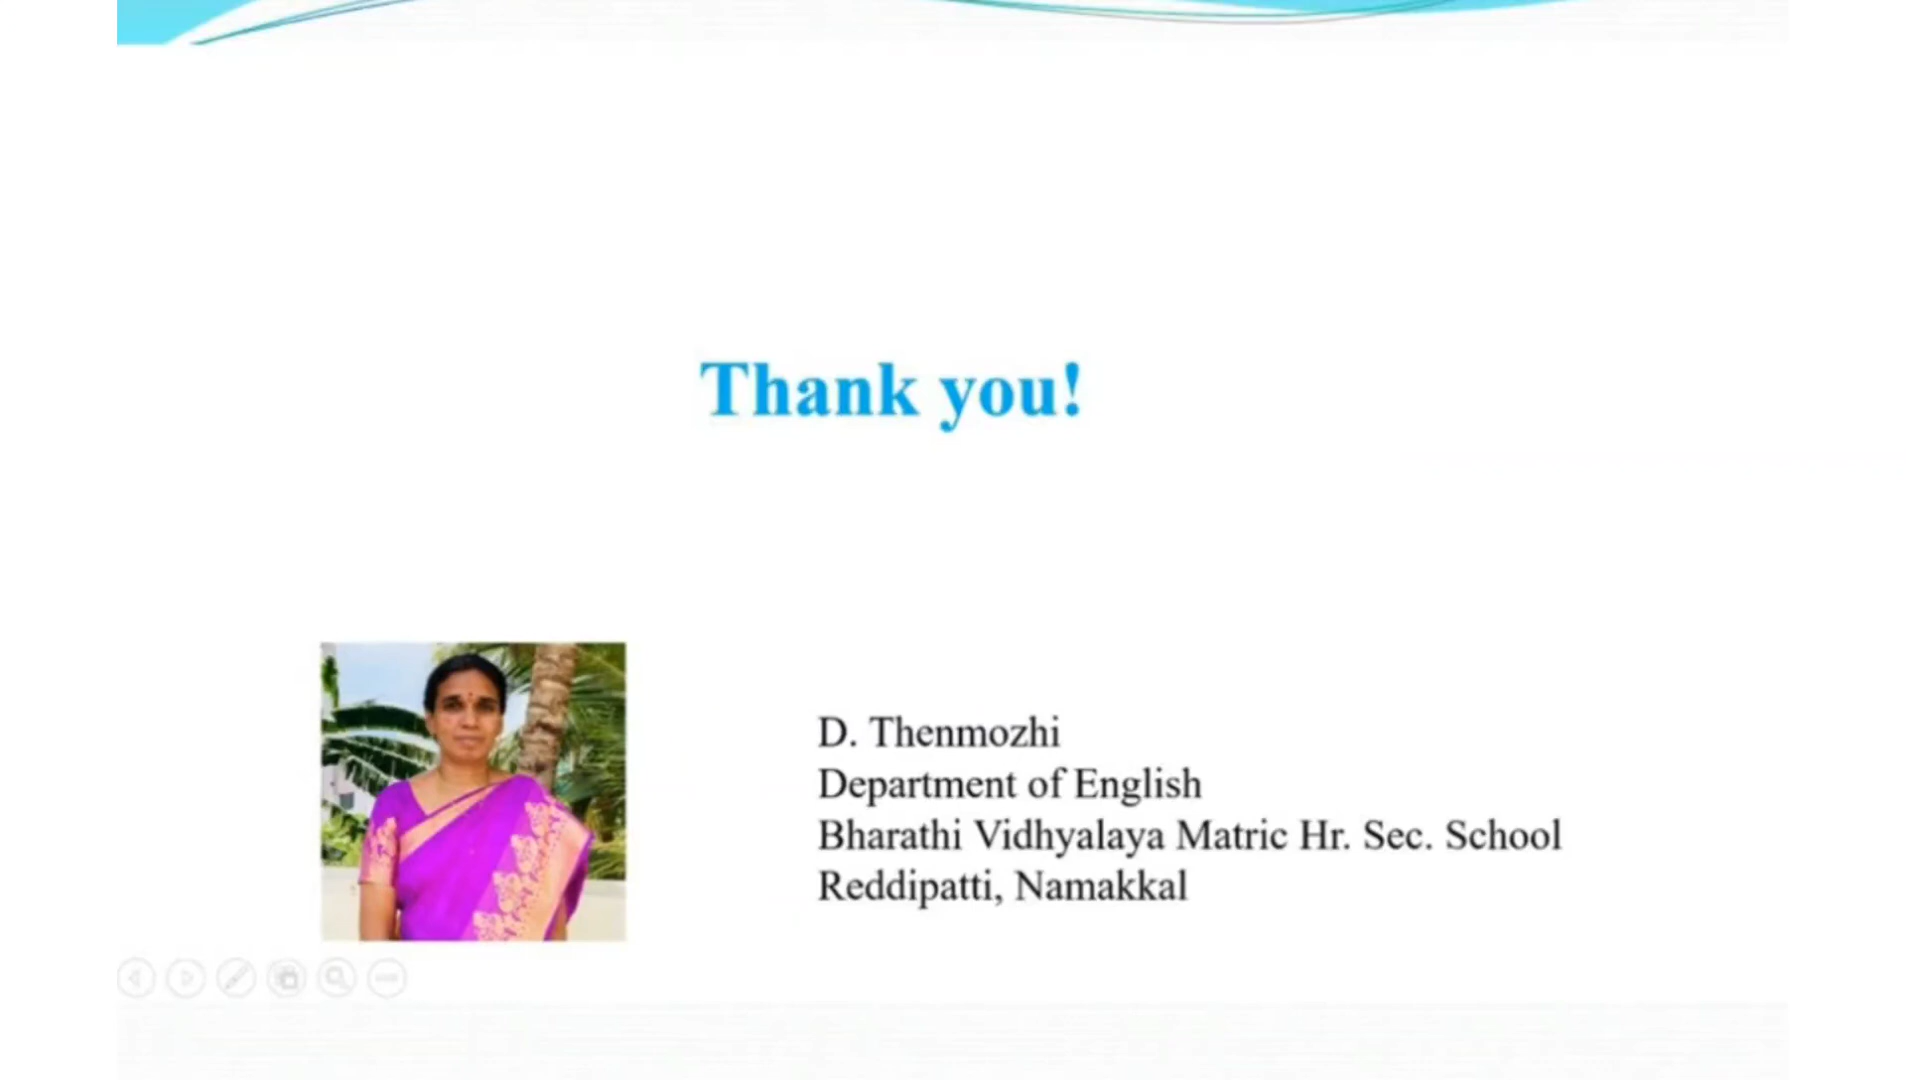 Thank you!
D. Thenmozhi
Department of English
Bharathi Vidhyalaya Matric Hr. Sec. School
Reddipatti, Namakkal